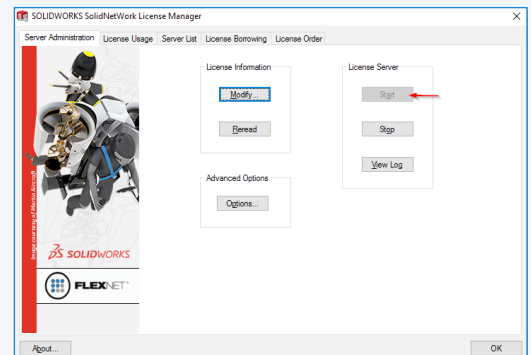 SOLIDWORKS SolidNetWork License Manager
Server Administration License Usage Server List License Borrowing License Order
License Information
License Server
Modify...
Start
Reread
Stop
View Log
Advanced Options
Options...
Image courtesy of Martin Aircraft
SOLIDWORKS
FLEXNET
About...
OK